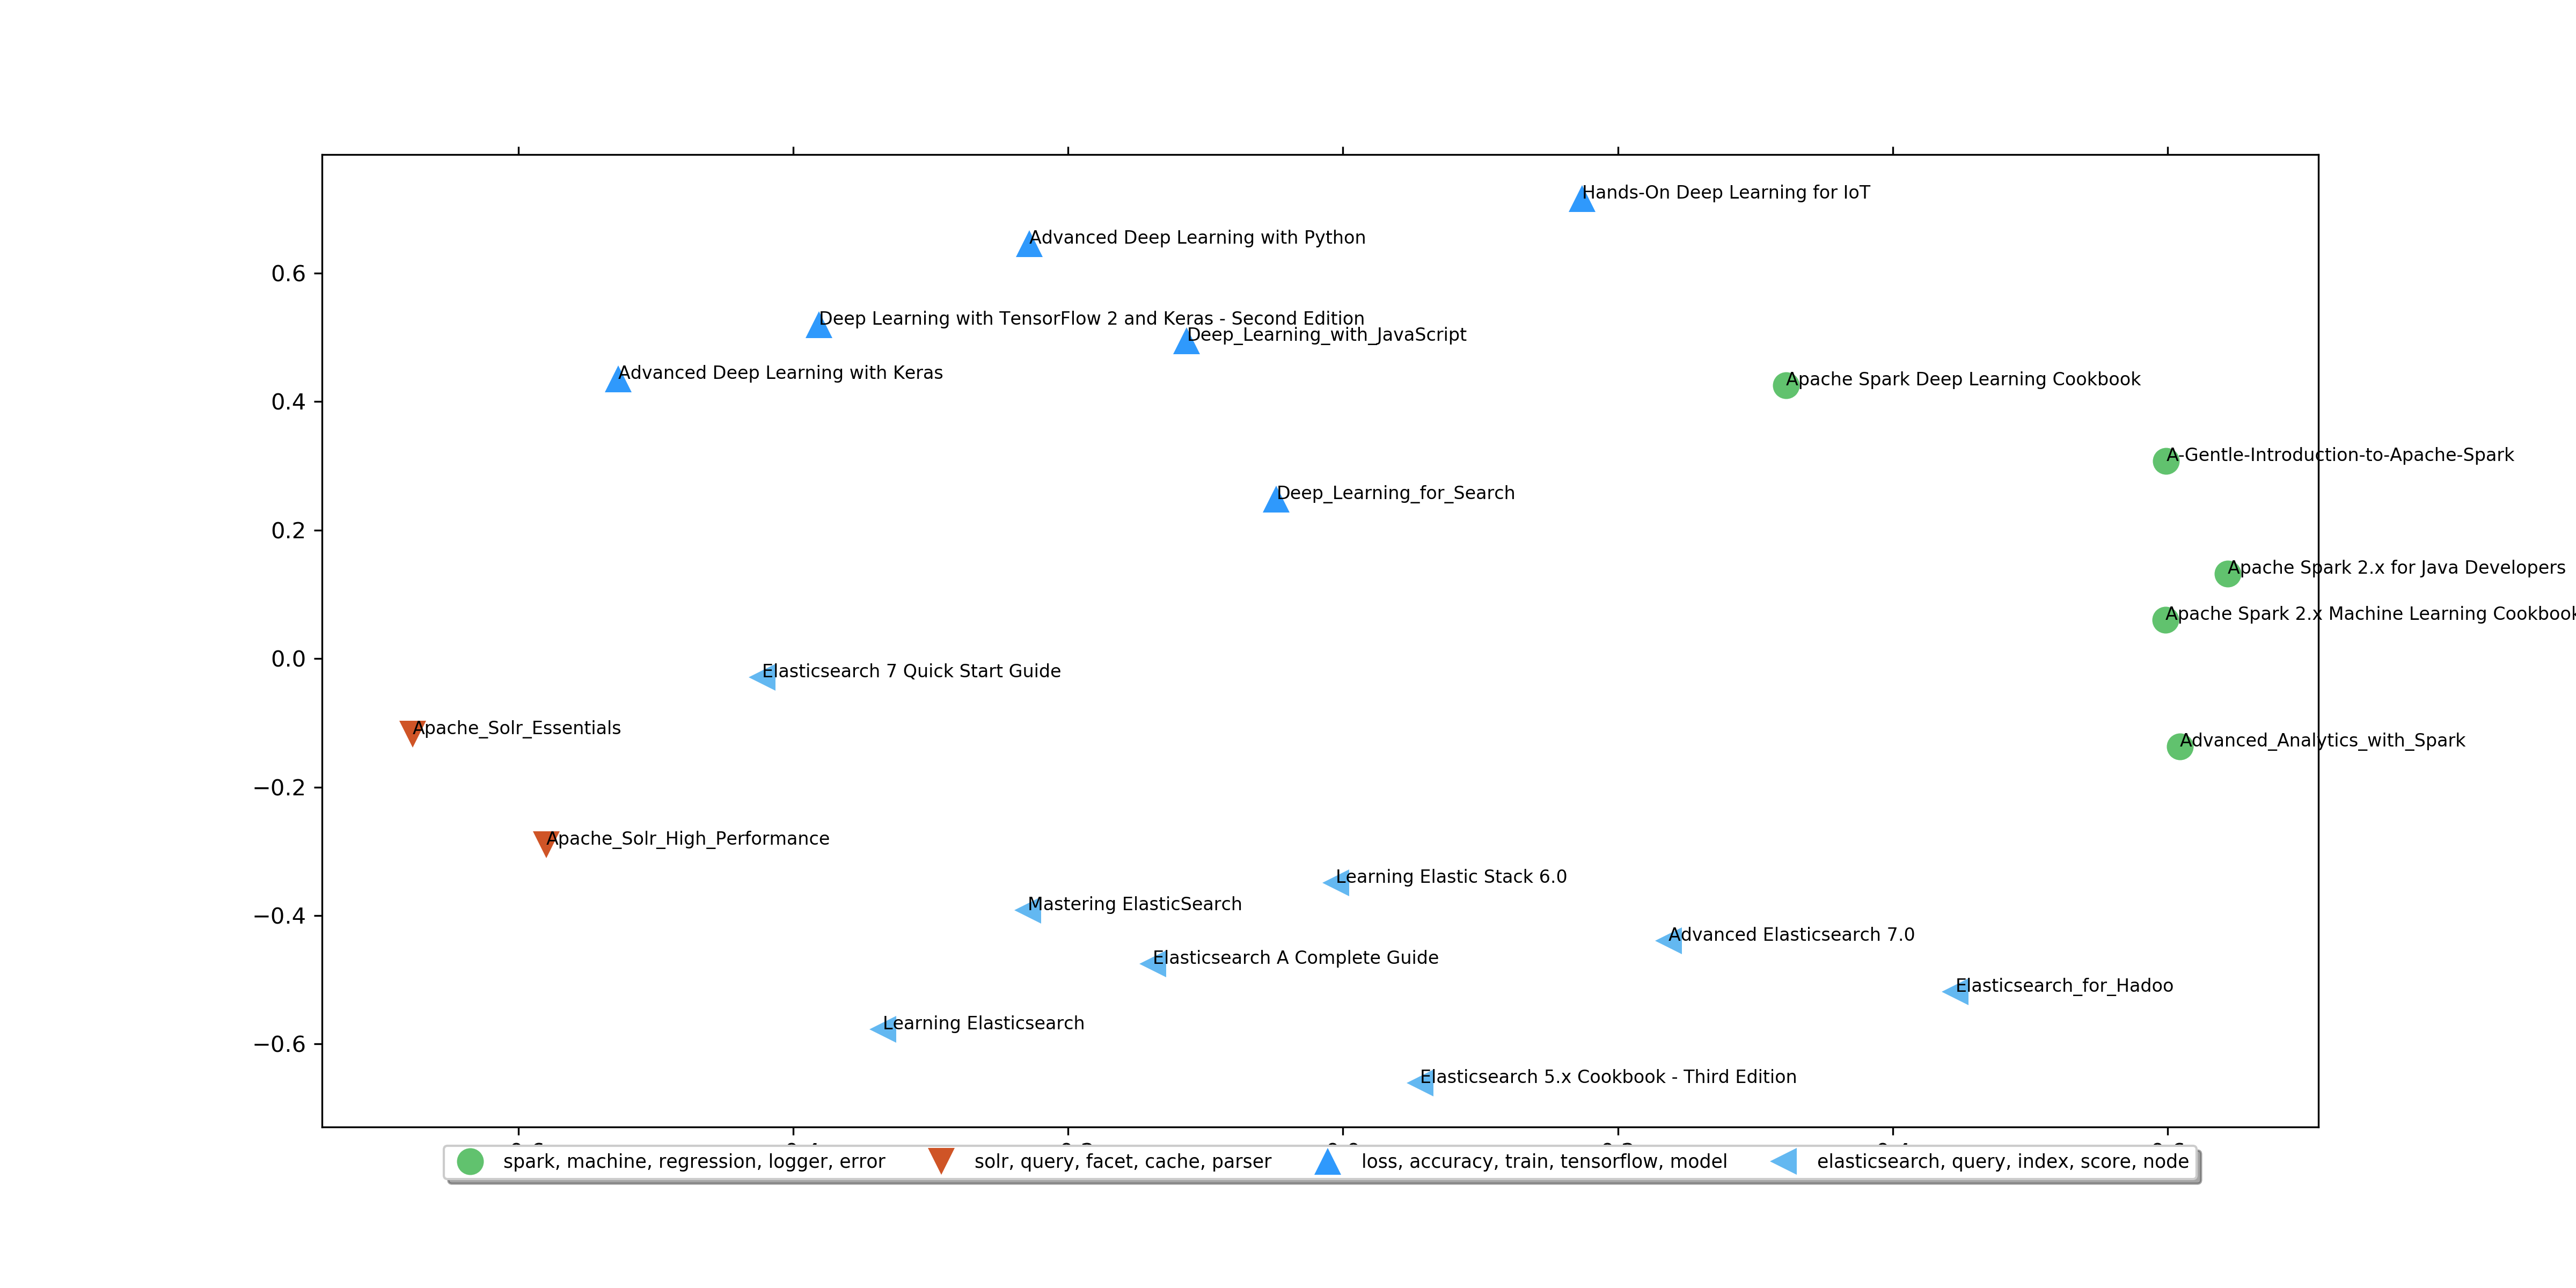 Hands-On Deep Learning for IoT
Advanced Deep Learning with Python
0.6
Deep Learning with TensorFlow 2 and Keras - Second Edition
Deep_Learning_with_JavaScript
Advanced Deep Learning with Keras
Apache Spark Deep Learning Cookbook
0.4
A-Gentle-Introduction-to-Apache-Spark
Deep_Learning_for_Search
0.2
Apache Spark 2.x for Java Developers
Apache Spark 2.x Machine Learning Cookbook
0.0
Elasticsearch 7 Quick Start Guide
Apache_Solr_Essentials
Advanced_Analytics_with_Spark
−0.2
Apache_Solr_High_Performance
Learning Elastic Stack 6.0
Mastering ElasticSearch
−0.4
Advanced Elasticsearch 7.0
Elasticsearch A Complete Guide
Elasticsearch_for_Hadoo
Learning Elasticsearch
−0.6
Elasticsearch 5.x Cookbook - Third Edition
spark, machine, regression, logger, error
solr, query, facet, cache, parser
loss, accuracy, train, tensorflow, model
elasticsearch, query, index, score, node